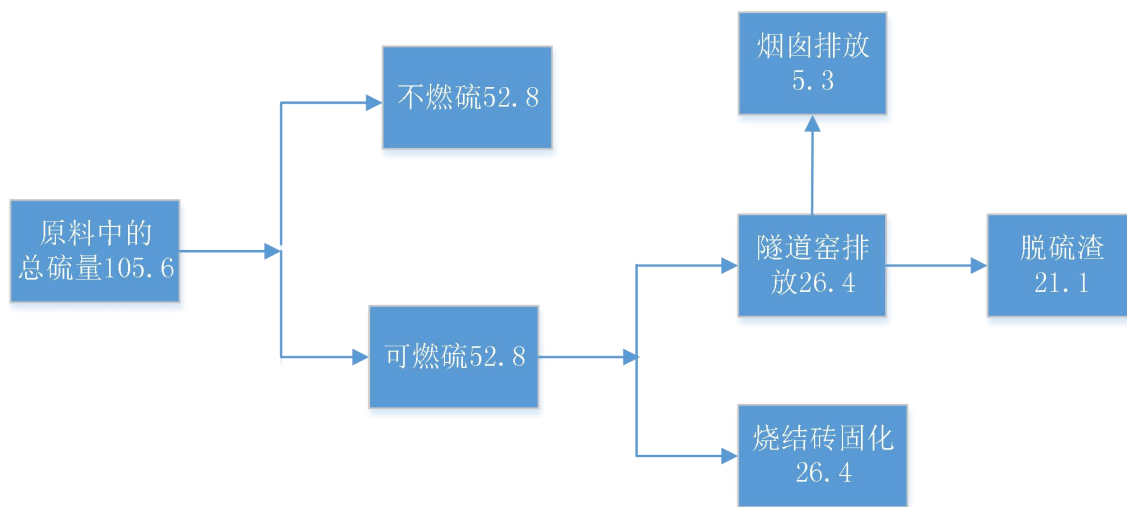 烟囱排放
5.3
不燃硫52.8
原料中的
总硫量105.6
隧道窑排
放26.4
脱硫渣
21.1
可燃硫52.8
烧结砖固化
26.4